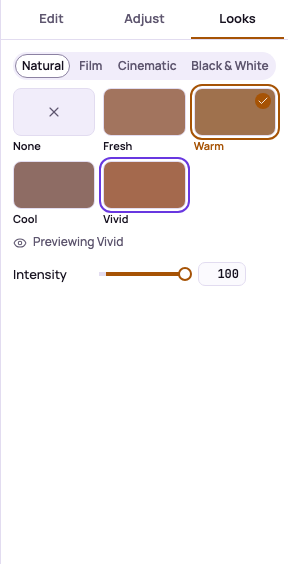 Edit Adjust Looks
Natural Film Cinematic Black & White
None Fresh Warm
Cool Vivid
Previewing Vivid
Intensity 100